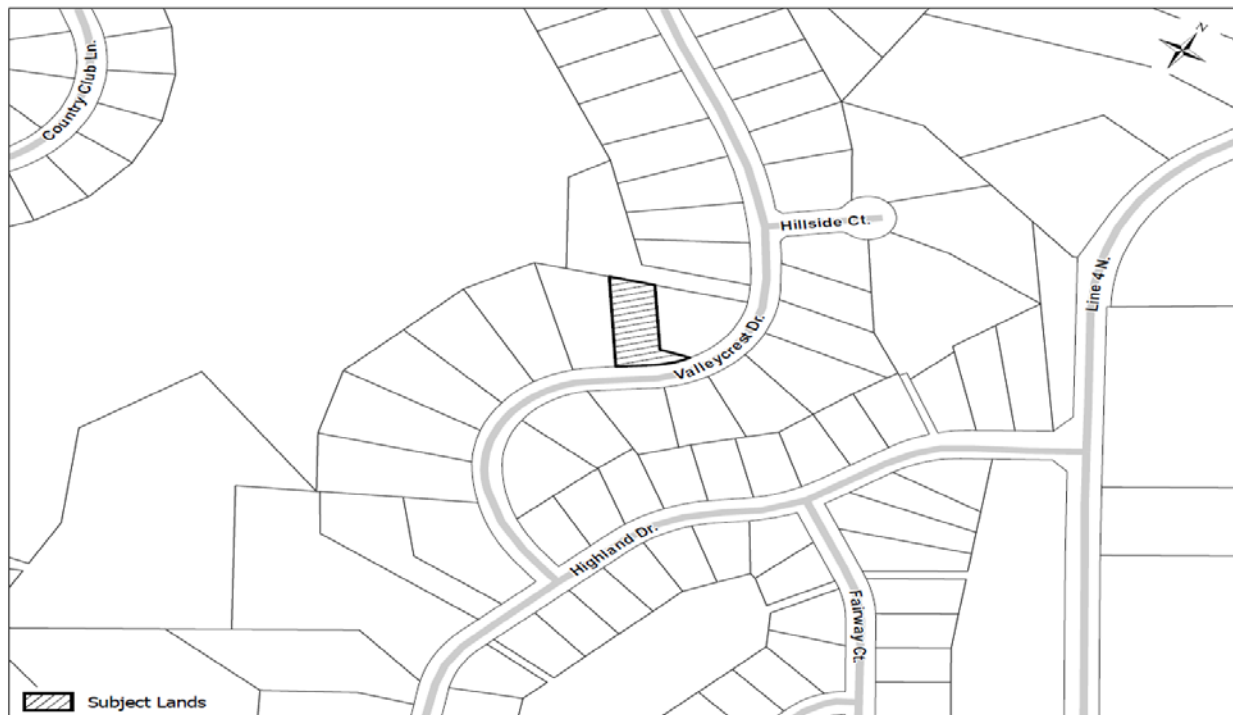 N
Country Club Ln.
Hillside Ct.
Line 4 N.
Valleycrest Dr.
Highland Dr.
Fairway Ct.
Subject Lands